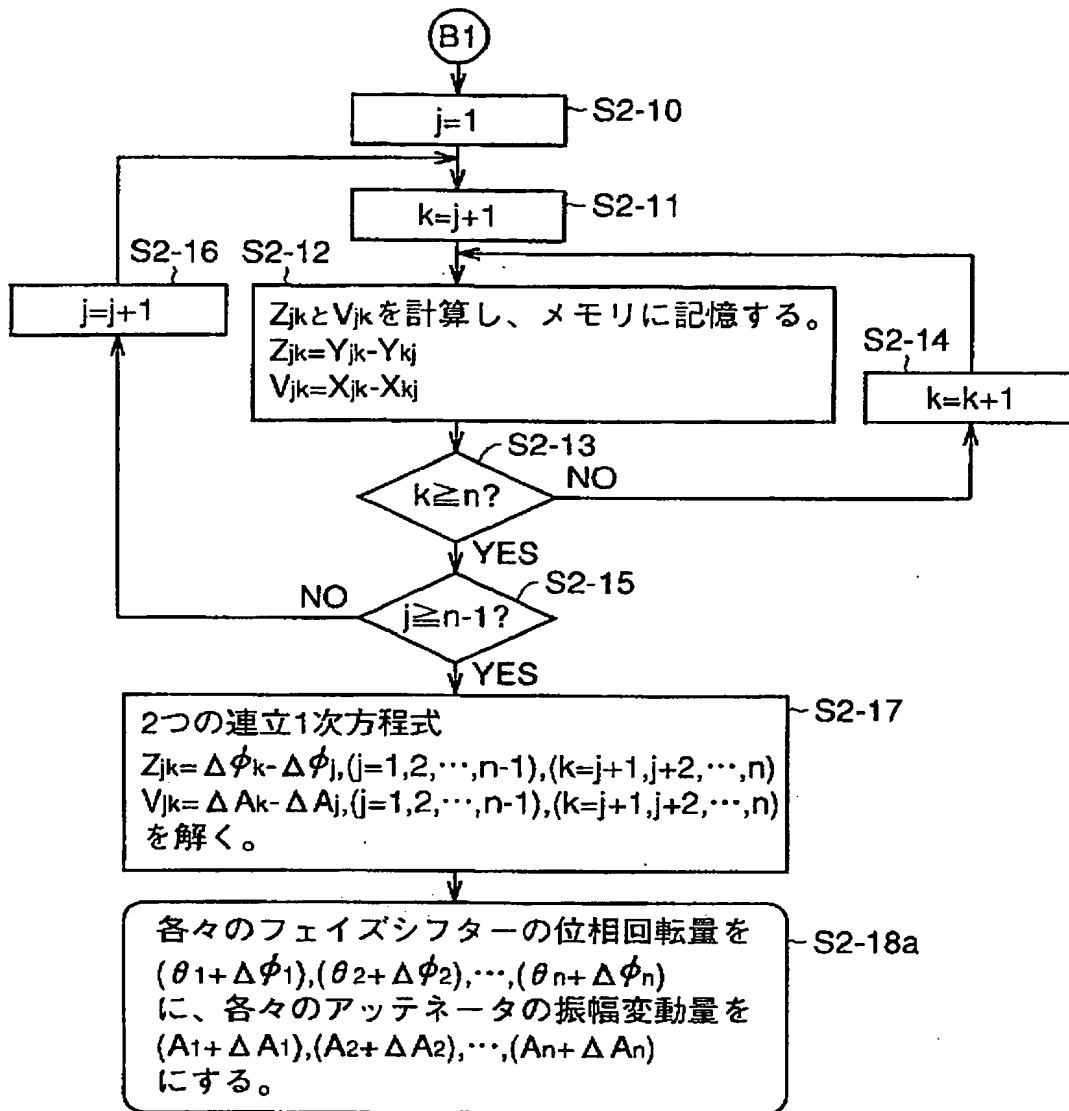 B1
j=1
S2-10
k=j+1
S2-11
S2-16
j=j+1
S2-12
ZjkとVjkを計算し、メモリに記憶する。
Zjk=Yjk-Ykj
Vjk=Xjk-Xkj
S2-14
k=k+1
S2-13
k≧n?
NO
YES
S2-15
NO
j≧n-1?
YES
S2-17
2つの連立1次方程式
Zjk=Δϕk-Δϕj,(j=1,2,⋯,n-1),(k=j+1,j+2,⋯,n)
Vjk=ΔAk-ΔAj,(j=1,2,⋯,n-1),(k=j+1,j+2,⋯,n)
を解く。
S2-18a
各々のフェイズシフターの位相回転量を
(θ1+Δϕ1),(θ2+Δϕ2),⋯,(θn+Δϕn)
に、各々のアッテネータの振幅変動量を
(A1+ΔA1),(A2+ΔA2),⋯,(An+ΔAn)
にする。